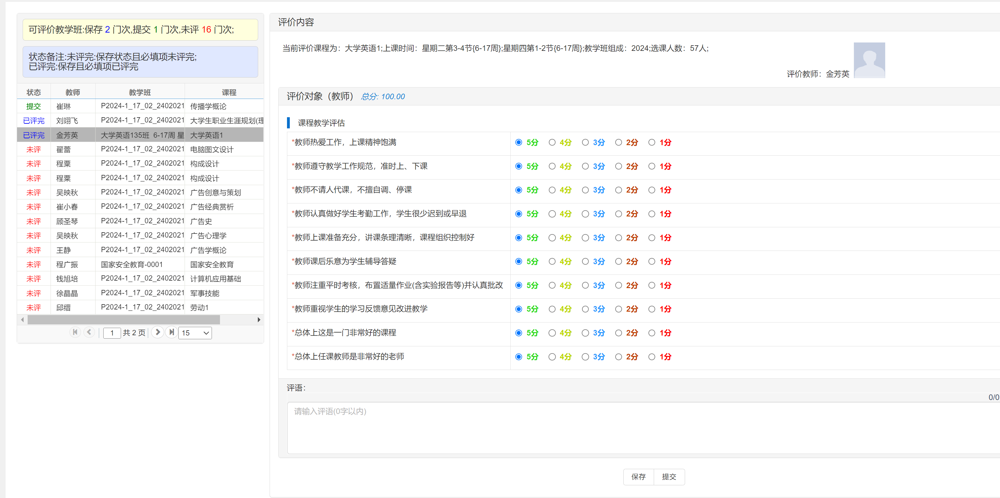 可评价教学班:保存 2 门次,提交 1 门次,未评 16 门次;
状态备注:未评完:保存状态且必填项未评完;
已评完:保存且必填项已评完
状态 教师 教学班 课程
提交 崔琳 P2024-1_17_02_2402021 传播学概论
已评完 刘翊飞 P2024-1_17_02_2402021 大学生职业生涯规划(理
已评完 金芳英 大学英语135班 6-17周 星 大学英语1
未评 翟蕾 P2024-1_17_02_2402021 电脑图文设计
未评 程粟 P2024-1_17_02_2402021 构成设计
未评 程粟 P2024-1_17_02_2402021 构成设计
未评 吴映秋 P2024-1_17_02_2402021 广告创意与策划
未评 崔小春 P2024-1_17_02_2402021 广告经典赏析
未评 顾圣琴 P2024-1_17_02_2402021 广告史
未评 吴映秋 P2024-1_17_02_2402021 广告心理学
未评 王静 P2024-1_17_02_2402021 广告学概论
未评 程广振 国家安全教育-0001 国家安全教育
未评 钱旭培 P2024-1_17_02_2402021 计算机应用基础
未评 徐晶晶 P2024-1_17_02_2402021 军事技能
未评 邱缙 P2024-1_17_02_2402021 劳动1
1 共 2 页 15
评价内容
当前评价课程为：大学英语1;上课时间：星期二第3-4节{6-17周};星期四第1-2节{6-17周};教学班组成：2024;选课人数：57人;
评价教师：金芳英
评价对象（教师） 总分: 100.00
课程教学评估
*教师热爱工作，上课精神饱满 5分 4分 3分 2分 1分
*教师遵守教学工作规范，准时上、下课 5分 4分 3分 2分 1分
*教师不请人代课，不擅自调、停课 5分 4分 3分 2分 1分
*教师认真做好学生考勤工作，学生很少迟到或早退 5分 4分 3分 2分 1分
*教师上课准备充分，讲课条理清晰，课程组织控制好 5分 4分 3分 2分 1分
*教师课后乐意为学生辅导答疑 5分 4分 3分 2分 1分
*教师注重平时考核，布置适量作业(含实验报告等)并认真批改 5分 4分 3分 2分 1分
*教师重视学生的学习反馈意见改进教学 5分 4分 3分 2分 1分
*总体上这是一门非常好的课程 5分 4分 3分 2分 1分
*总体上任课教师是非常好的老师 5分 4分 3分 2分 1分
评语：
0/0
请输入评语(0字以内)
保存 提交